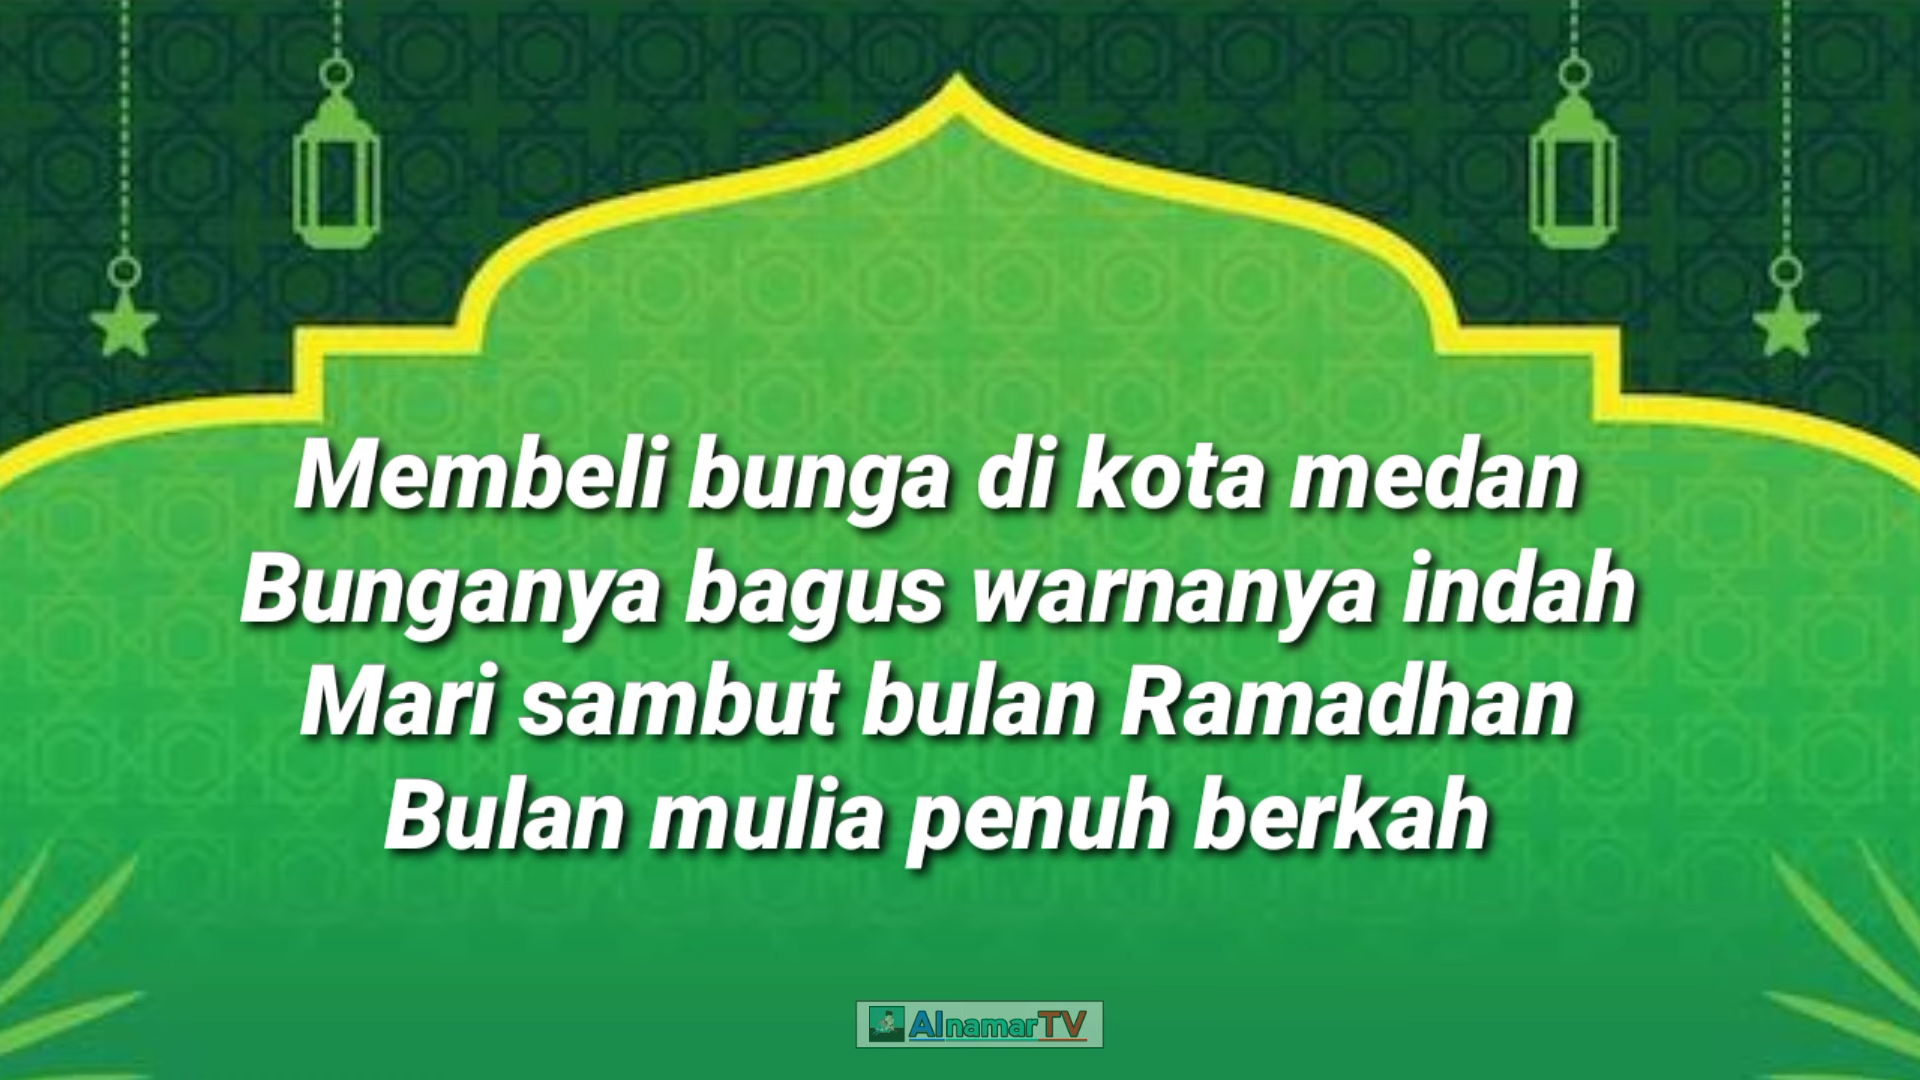 Membeli bunga di kota medan
Bunganya bagus warnanya indah
Mari sambut bulan Ramadhan
Bulan mulia penuh berkah
AlnamarTV